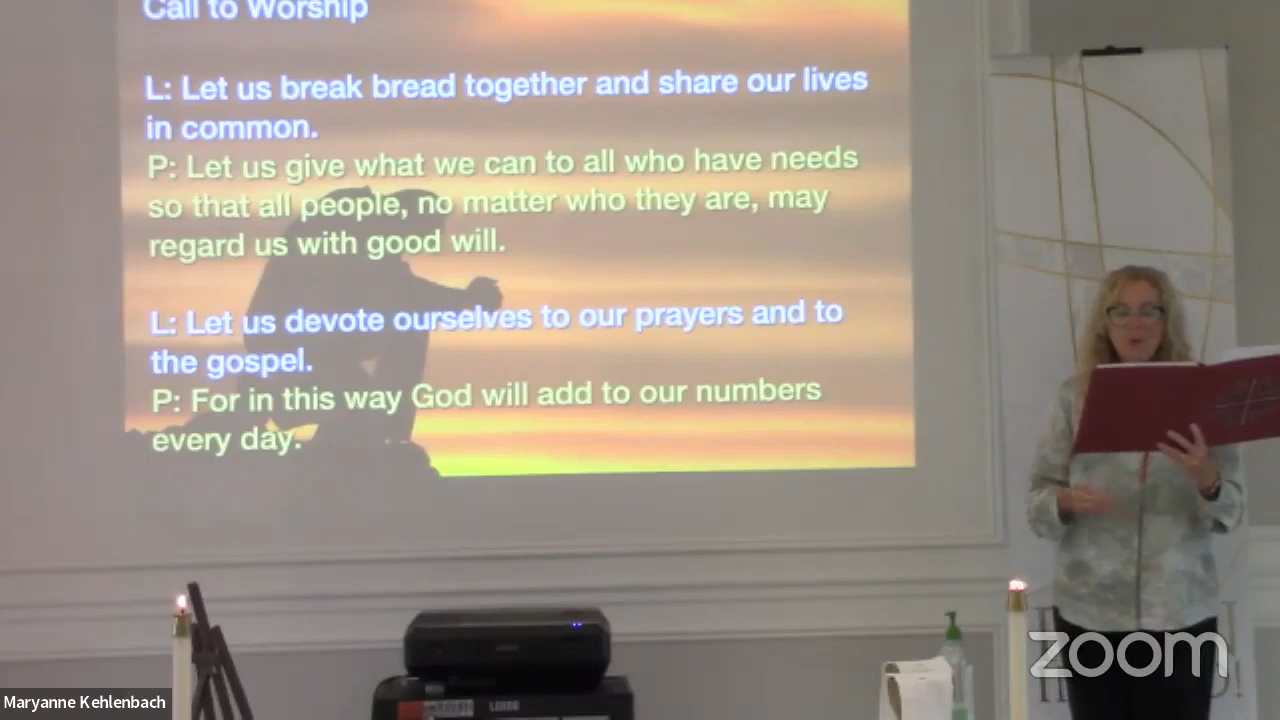 Call to Worship
L: Let us break bread together and share our lives
in common.
P: Let us give what we can to all who have needs
so that all people, no matter who they are, may
regard us with good will.
L: Let us devote ourselves to our prayers and to
the gospel.
P: For in this way God will add to our numbers
every day.
zoom
Maryanne Kehlenbach